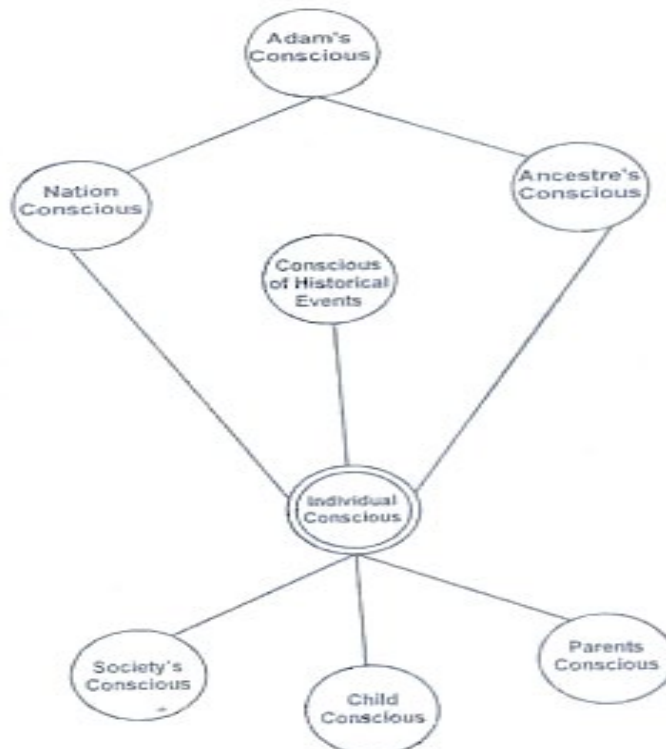 Adam's
Conscious
Nation
Conscious
Ancestre's
Conscious
Conscious
of Historical
Events
Individual
Conscious
Society's
Conscious
Child
Conscious
Parents
Conscious